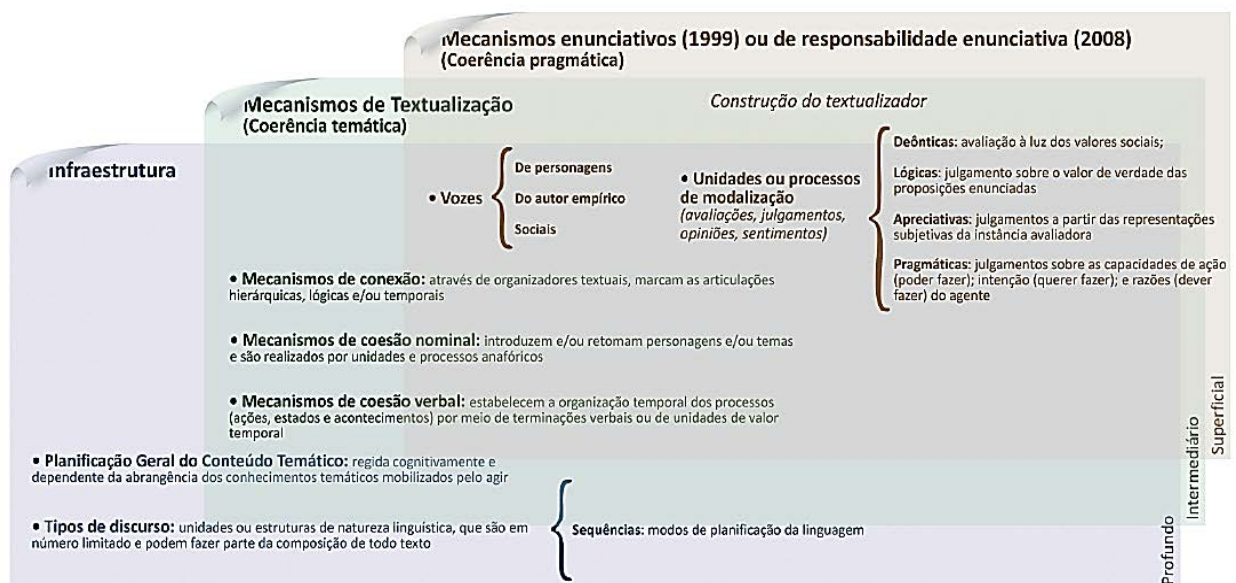 Mecanismos enunciativos (1999) ou de responsabilidade enunciativa (2008)
(Coerência pragmática)
Mecanismos de Textualização
(Coerência temática)
Construção do textualizador
Infraestrutura
• Vozes
De personagens
Do autor empírico
Sociais
• Unidades ou processos
de modalização
(avaliações, julgamentos,
opiniões, sentimentos)
Deônticas: avaliação à luz dos valores sociais;
Lógicas: julgamento sobre o valor de verdade das
proposições enunciadas
Apreciativas: julgamentos a partir das representações
subjetivas da instância avaliadora
Pragmáticas: julgamentos sobre as capacidades de ação
(poder fazer); intenção (querer fazer); e razões (dever
fazer) do agente
• Mecanismos de conexão: através de organizadores textuais, marcam as articulações
hierárquicas, lógicas e/ou temporais
• Mecanismos de coesão nominal: introduzem e/ou retomam personagens e/ou temas
e são realizados por unidades e processos anafóricos
• Mecanismos de coesão verbal: estabelecem a organização temporal dos processos
(ações, estados e acontecimentos) por meio de terminações verbais ou de unidades de valor
temporal
• Planificação Geral do Conteúdo Temático: regida cognitivamente e
dependente da abrangência dos conhecimentos temáticos mobilizados pelo agir
• Tipos de discurso: unidades ou estruturas de natureza linguística, que são em
número limitado e podem fazer parte da composição de todo texto
Sequências: modos de planificação da linguagem
Profundo
Intermediário
Superficial